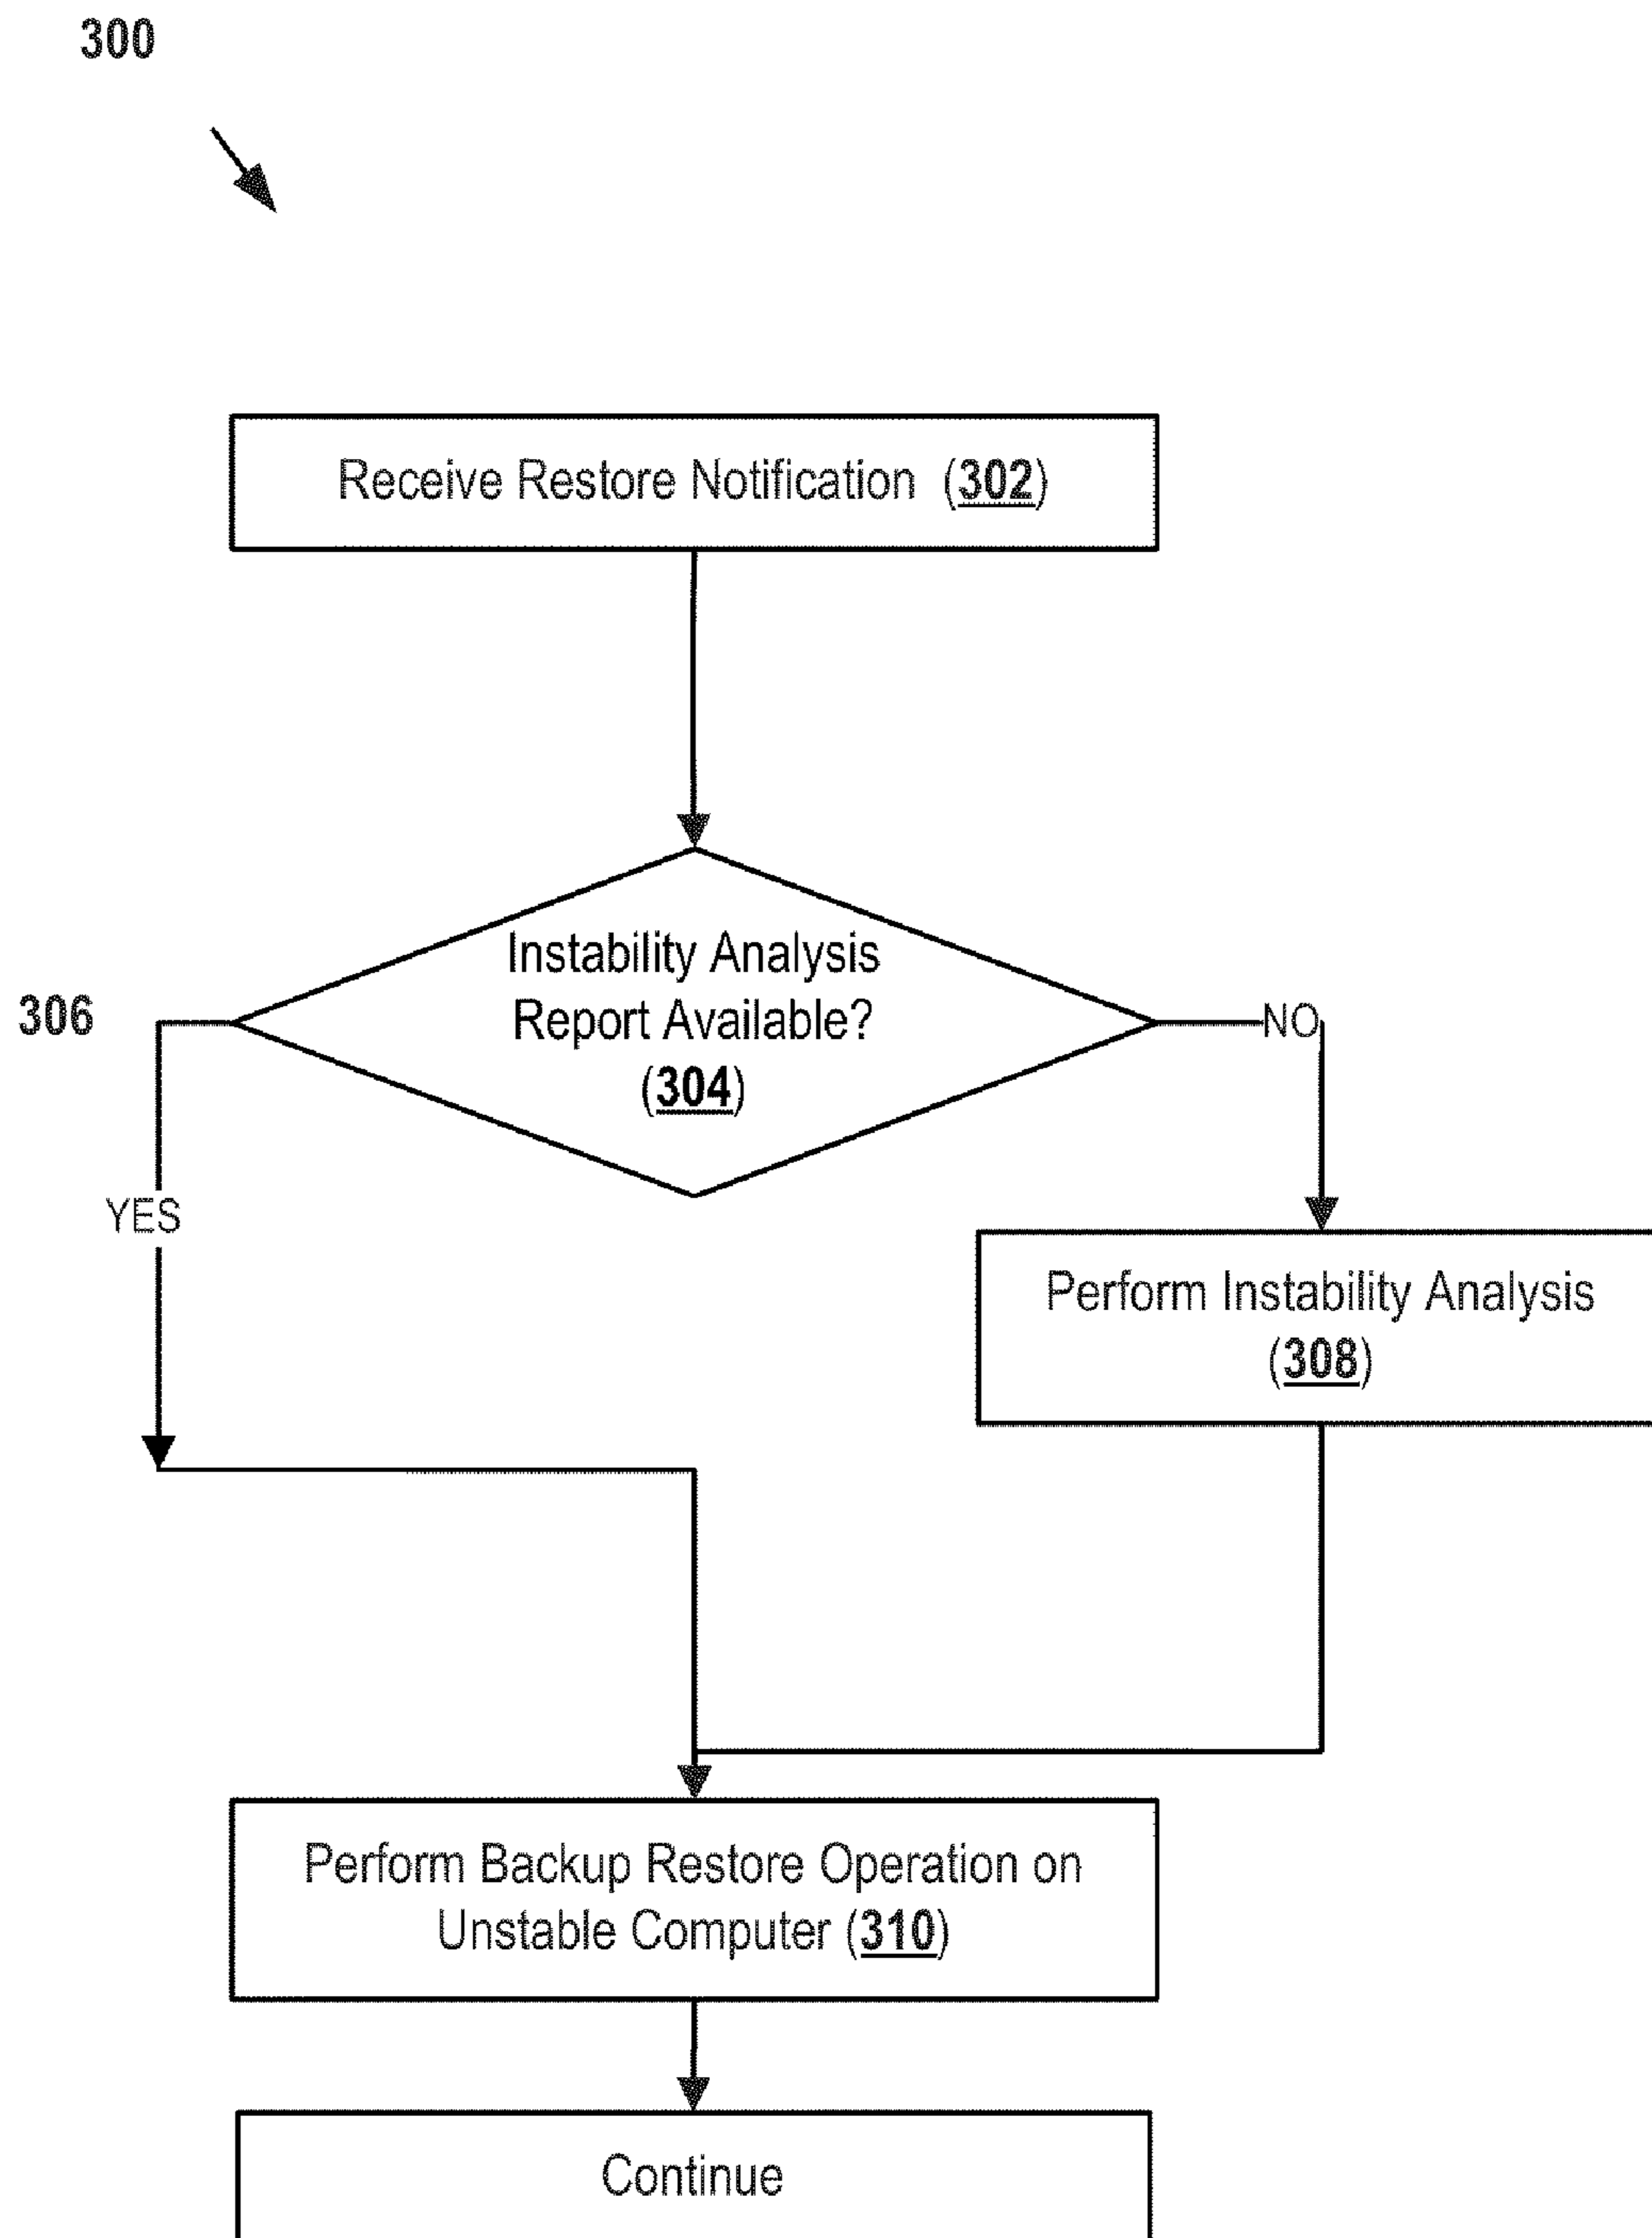 300
Receive Restore Notification (302)
Instability Analysis
Report Available?
(304)
306
NO
YES
Perform Instability Analysis
(308)
Perform Backup Restore Operation on
Unstable Computer (310)
Continue